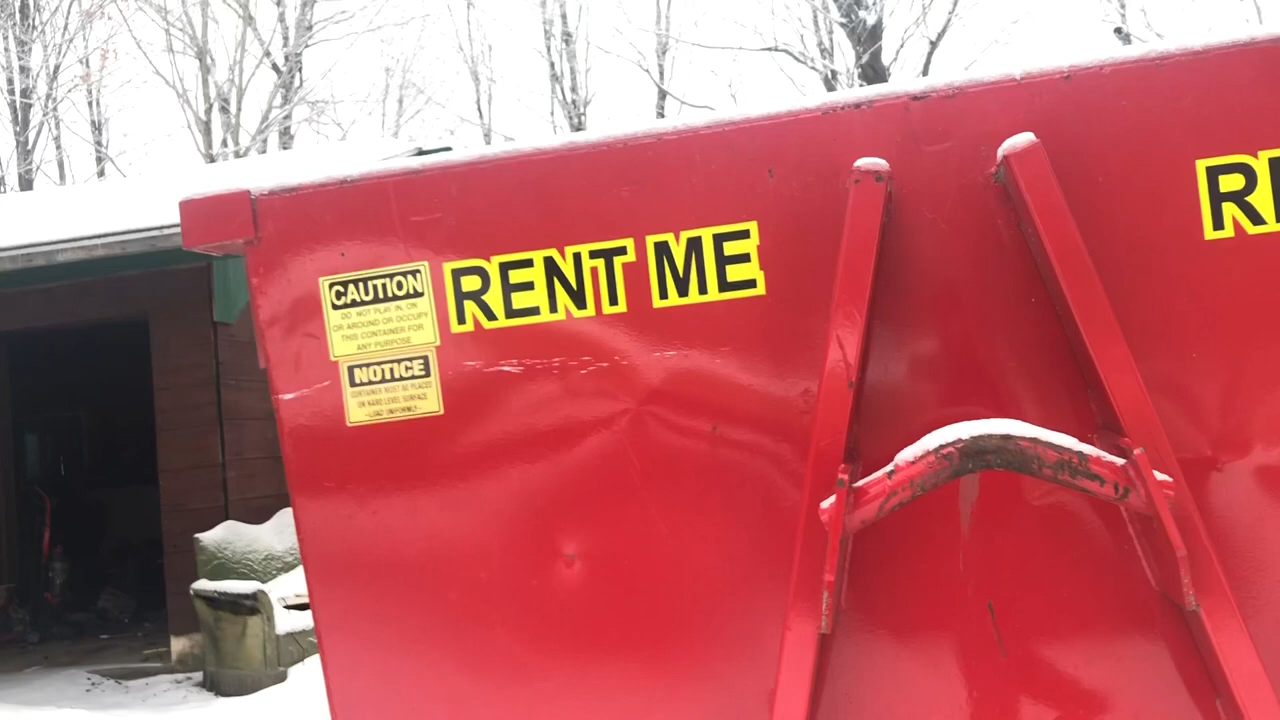 CAUTION
DO NOT PLAY IN, ON
OR AROUND OR OCCUPY
THIS CONTAINER FOR
ANY PURPOSE
RENT ME
NOTICE
CONTAINER MUST BE PLACED
ON HARD LEVEL SURFACE
-LOAD UNIFORMLY-